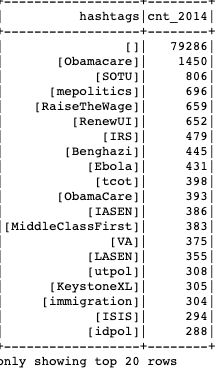 hashtags|cnt_2014|
[]| 79286|
[Obamacare]| 1450|
[SOTU]| 806|
[mepolitics]| 696|
[RaiseTheWage]| 659|
[RenewUI]| 652|
[IRS]| 479|
[Benghazi]| 445|
[Ebola]| 431|
[tcot]| 398|
[ObamaCare]| 393|
[IASEN]| 386|
[MiddleClassFirst]| 383|
[VA]| 375|
[LASEN]| 355|
[utpol]| 308|
[KeystoneXL]| 305|
[immigration]| 304|
[ISIS]| 294|
[idpol]| 288|
only showing top 20 rows